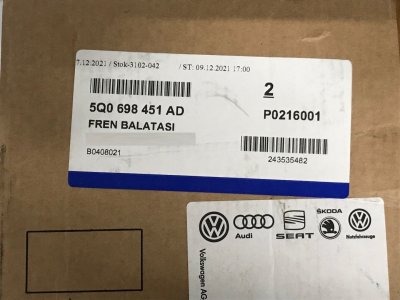 7.12.2021 / Stok-3102-042 / ST: 09.12.2021 17:00
2
5Q0 698 451 AD
P0216001
FREN BALATASI
B0408021
243535482
Audi
SEAT
ŠKODA
Nutzfahrzeuge
Volkswagen AG